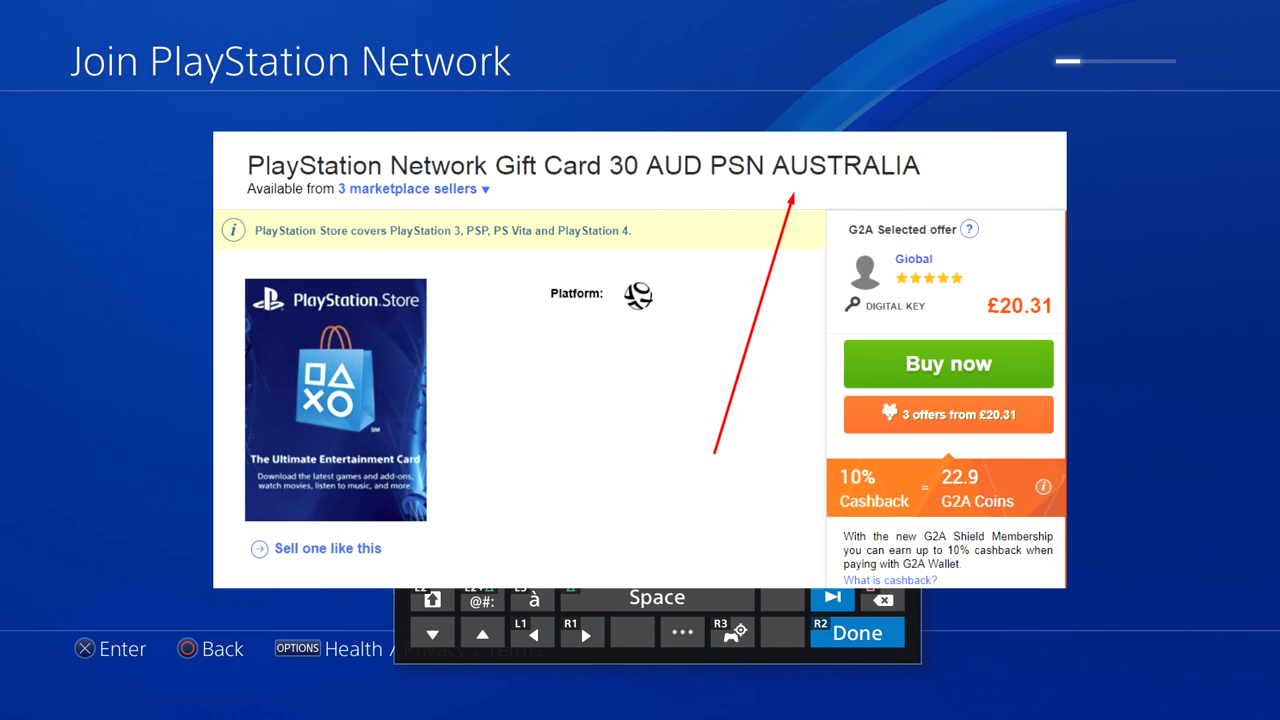 Join PlayStation Network
PlayStation Network Gift Card 30 AUD PSN AUSTRALIA
Available from 3 marketplace sellers ▼
PlayStation Store covers PlayStation 3, PSP, PS Vita and PlayStation 4.
G2A Selected offer ?
Giobal
DIGITAL KEY £20.31
Platform:
PlayStation.Store
Buy now
3 offers from £20.31
The Ultimate Entertainment Card
Download the latest games and add-ons,
watch movies, listen to music, and more.
10% = 22.9
Cashback G2A Coins
With the new G2A Shield Membership
you can earn up to 10% cashback when
paying with G2A Wallet.
What is cashback?
Sell one like this
@#: à Space
L1 R1 ... R3 R2 Done
Enter Back OPTIONS Health / Privacy / Terms